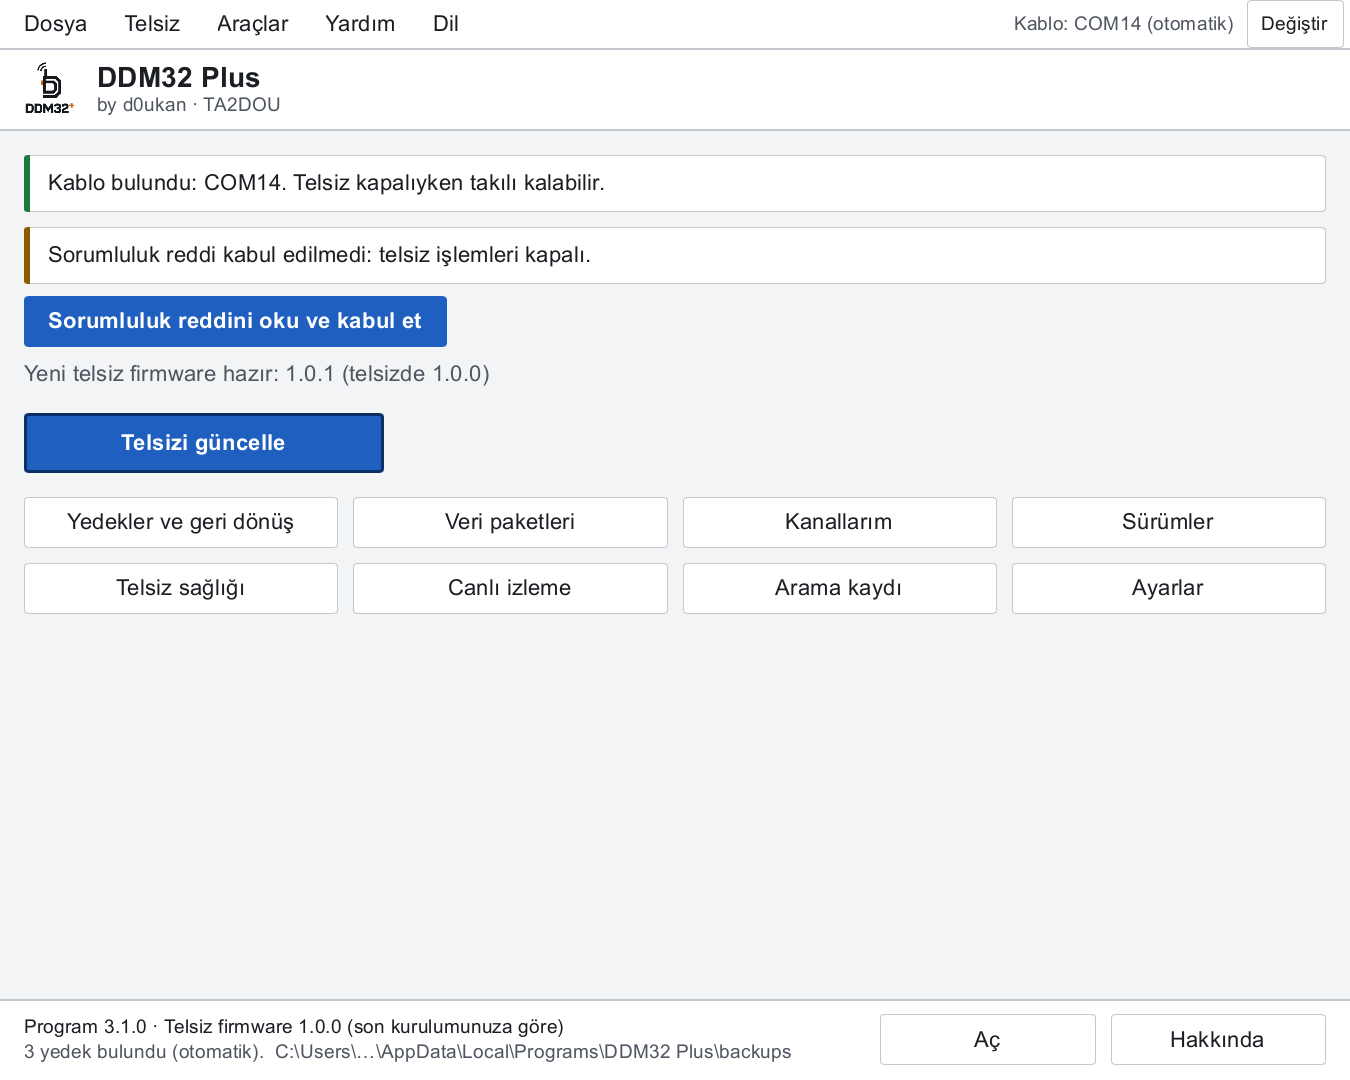 Dosya Telsiz Araçlar Yardım Dil Kablo: COM14 (otomatik) Değiştir
DDM32+
DDM32 Plus
by d0ukan · TA2DOU
Kablo bulundu: COM14. Telsiz kapalıyken takılı kalabilir.
Sorumluluk reddi kabul edilmedi: telsiz işlemleri kapalı.
Sorumluluk reddini oku ve kabul et
Yeni telsiz firmware hazır: 1.0.1 (telsizde 1.0.0)
Telsizi güncelle
Yedekler ve geri dönüş Veri paketleri Kanallarım Sürümler
Telsiz sağlığı Canlı izleme Arama kaydı Ayarlar
Program 3.1.0 · Telsiz firmware 1.0.0 (son kurulumunuza göre)
3 yedek bulundu (otomatik). C:\Users\…\AppData\Local\Programs\DDM32 Plus\backups
Aç Hakkında